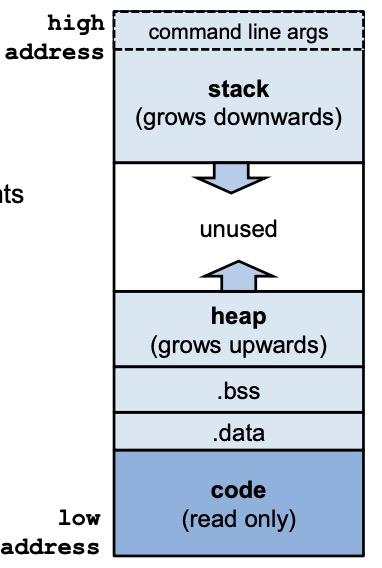 high
address
command line args
stack
(grows downwards)
unused
heap
(grows upwards)
.bss
.data
code
(read only)
low
address